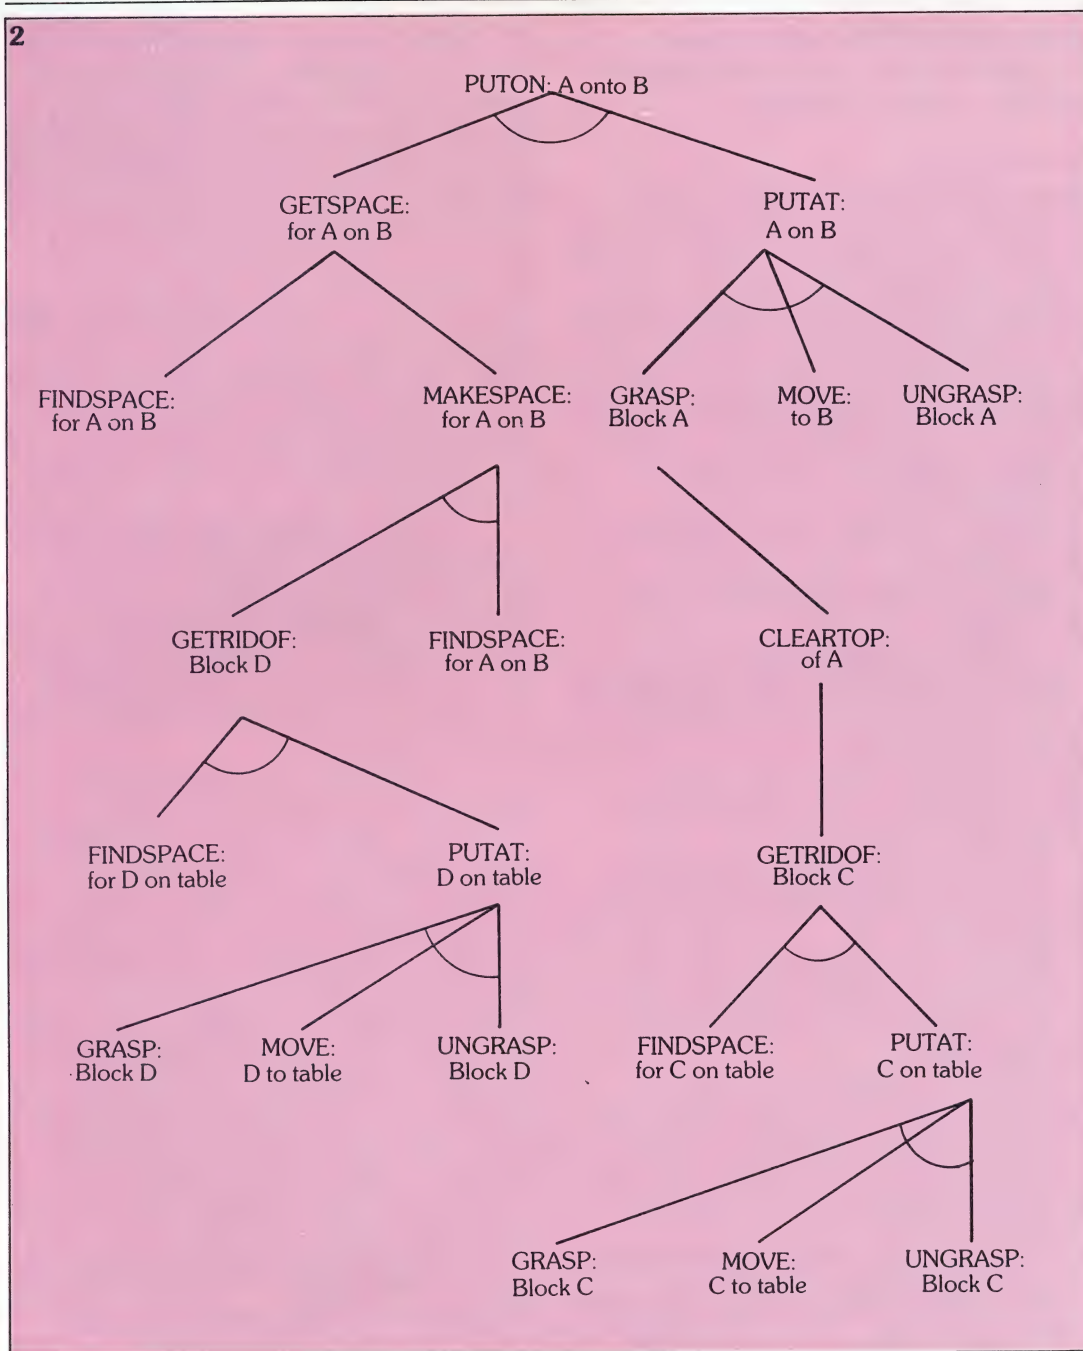 2
PUTON: A onto B
GETSPACE:
for A on B
PUTAT:
A on B
FINDSPACE:
for A on B
MAKESPACE:
for A on B
GRASP:
Block A
MOVE:
to B
UNGRASP:
Block A
GETRIDOF:
Block D
FINDSPACE:
for A on B
CLEARTOP:
of A
FINDSPACE:
for D on table
PUTAT:
D on table
GETRIDOF:
Block C
GRASP:
Block D
MOVE:
D to table
UNGRASP:
Block D
FINDSPACE:
for C on table
PUTAT:
C on table
GRASP:
Block C
MOVE:
C to table
UNGRASP:
Block C